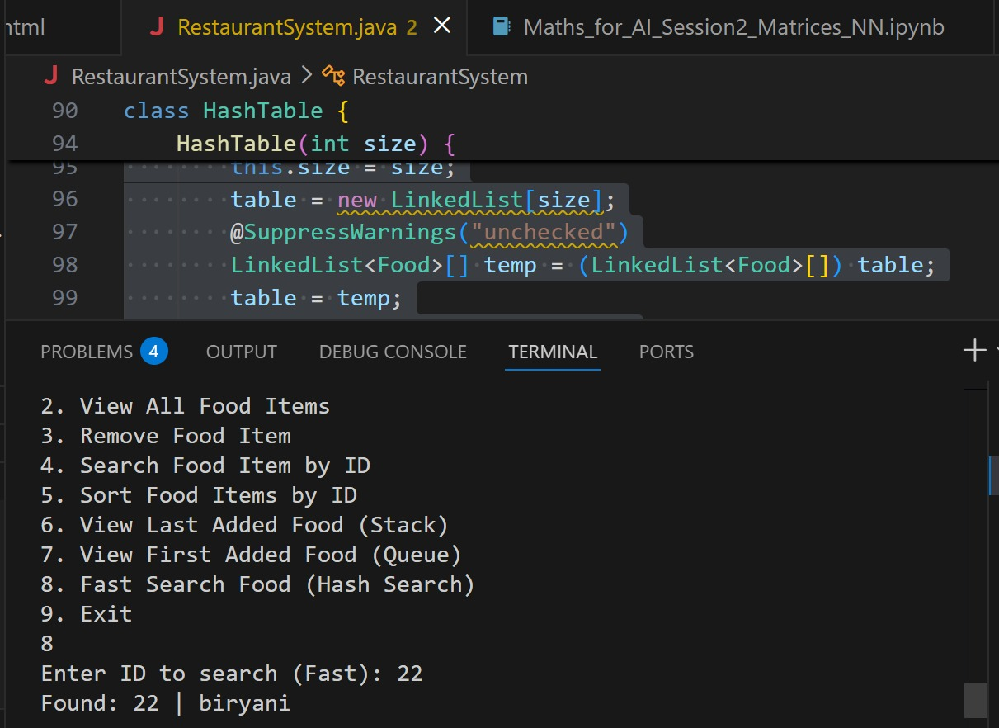 html
RestaurantSystem.java 2
Maths_for_AI_Session2_Matrices_NN.ipynb
RestaurantSystem.java > RestaurantSystem
90 class HashTable {
94 HashTable(int size) {
95 this.size = size;
96 table = new LinkedList[size];
97 @SuppressWarnings("unchecked")
98 LinkedList<Food>[] temp = (LinkedList<Food>[]) table;
99 table = temp;
PROBLEMS 4 OUTPUT DEBUG CONSOLE TERMINAL PORTS
2. View All Food Items
3. Remove Food Item
4. Search Food Item by ID
5. Sort Food Items by ID
6. View Last Added Food (Stack)
7. View First Added Food (Queue)
8. Fast Search Food (Hash Search)
9. Exit
8
Enter ID to search (Fast): 22
Found: 22 | biryani